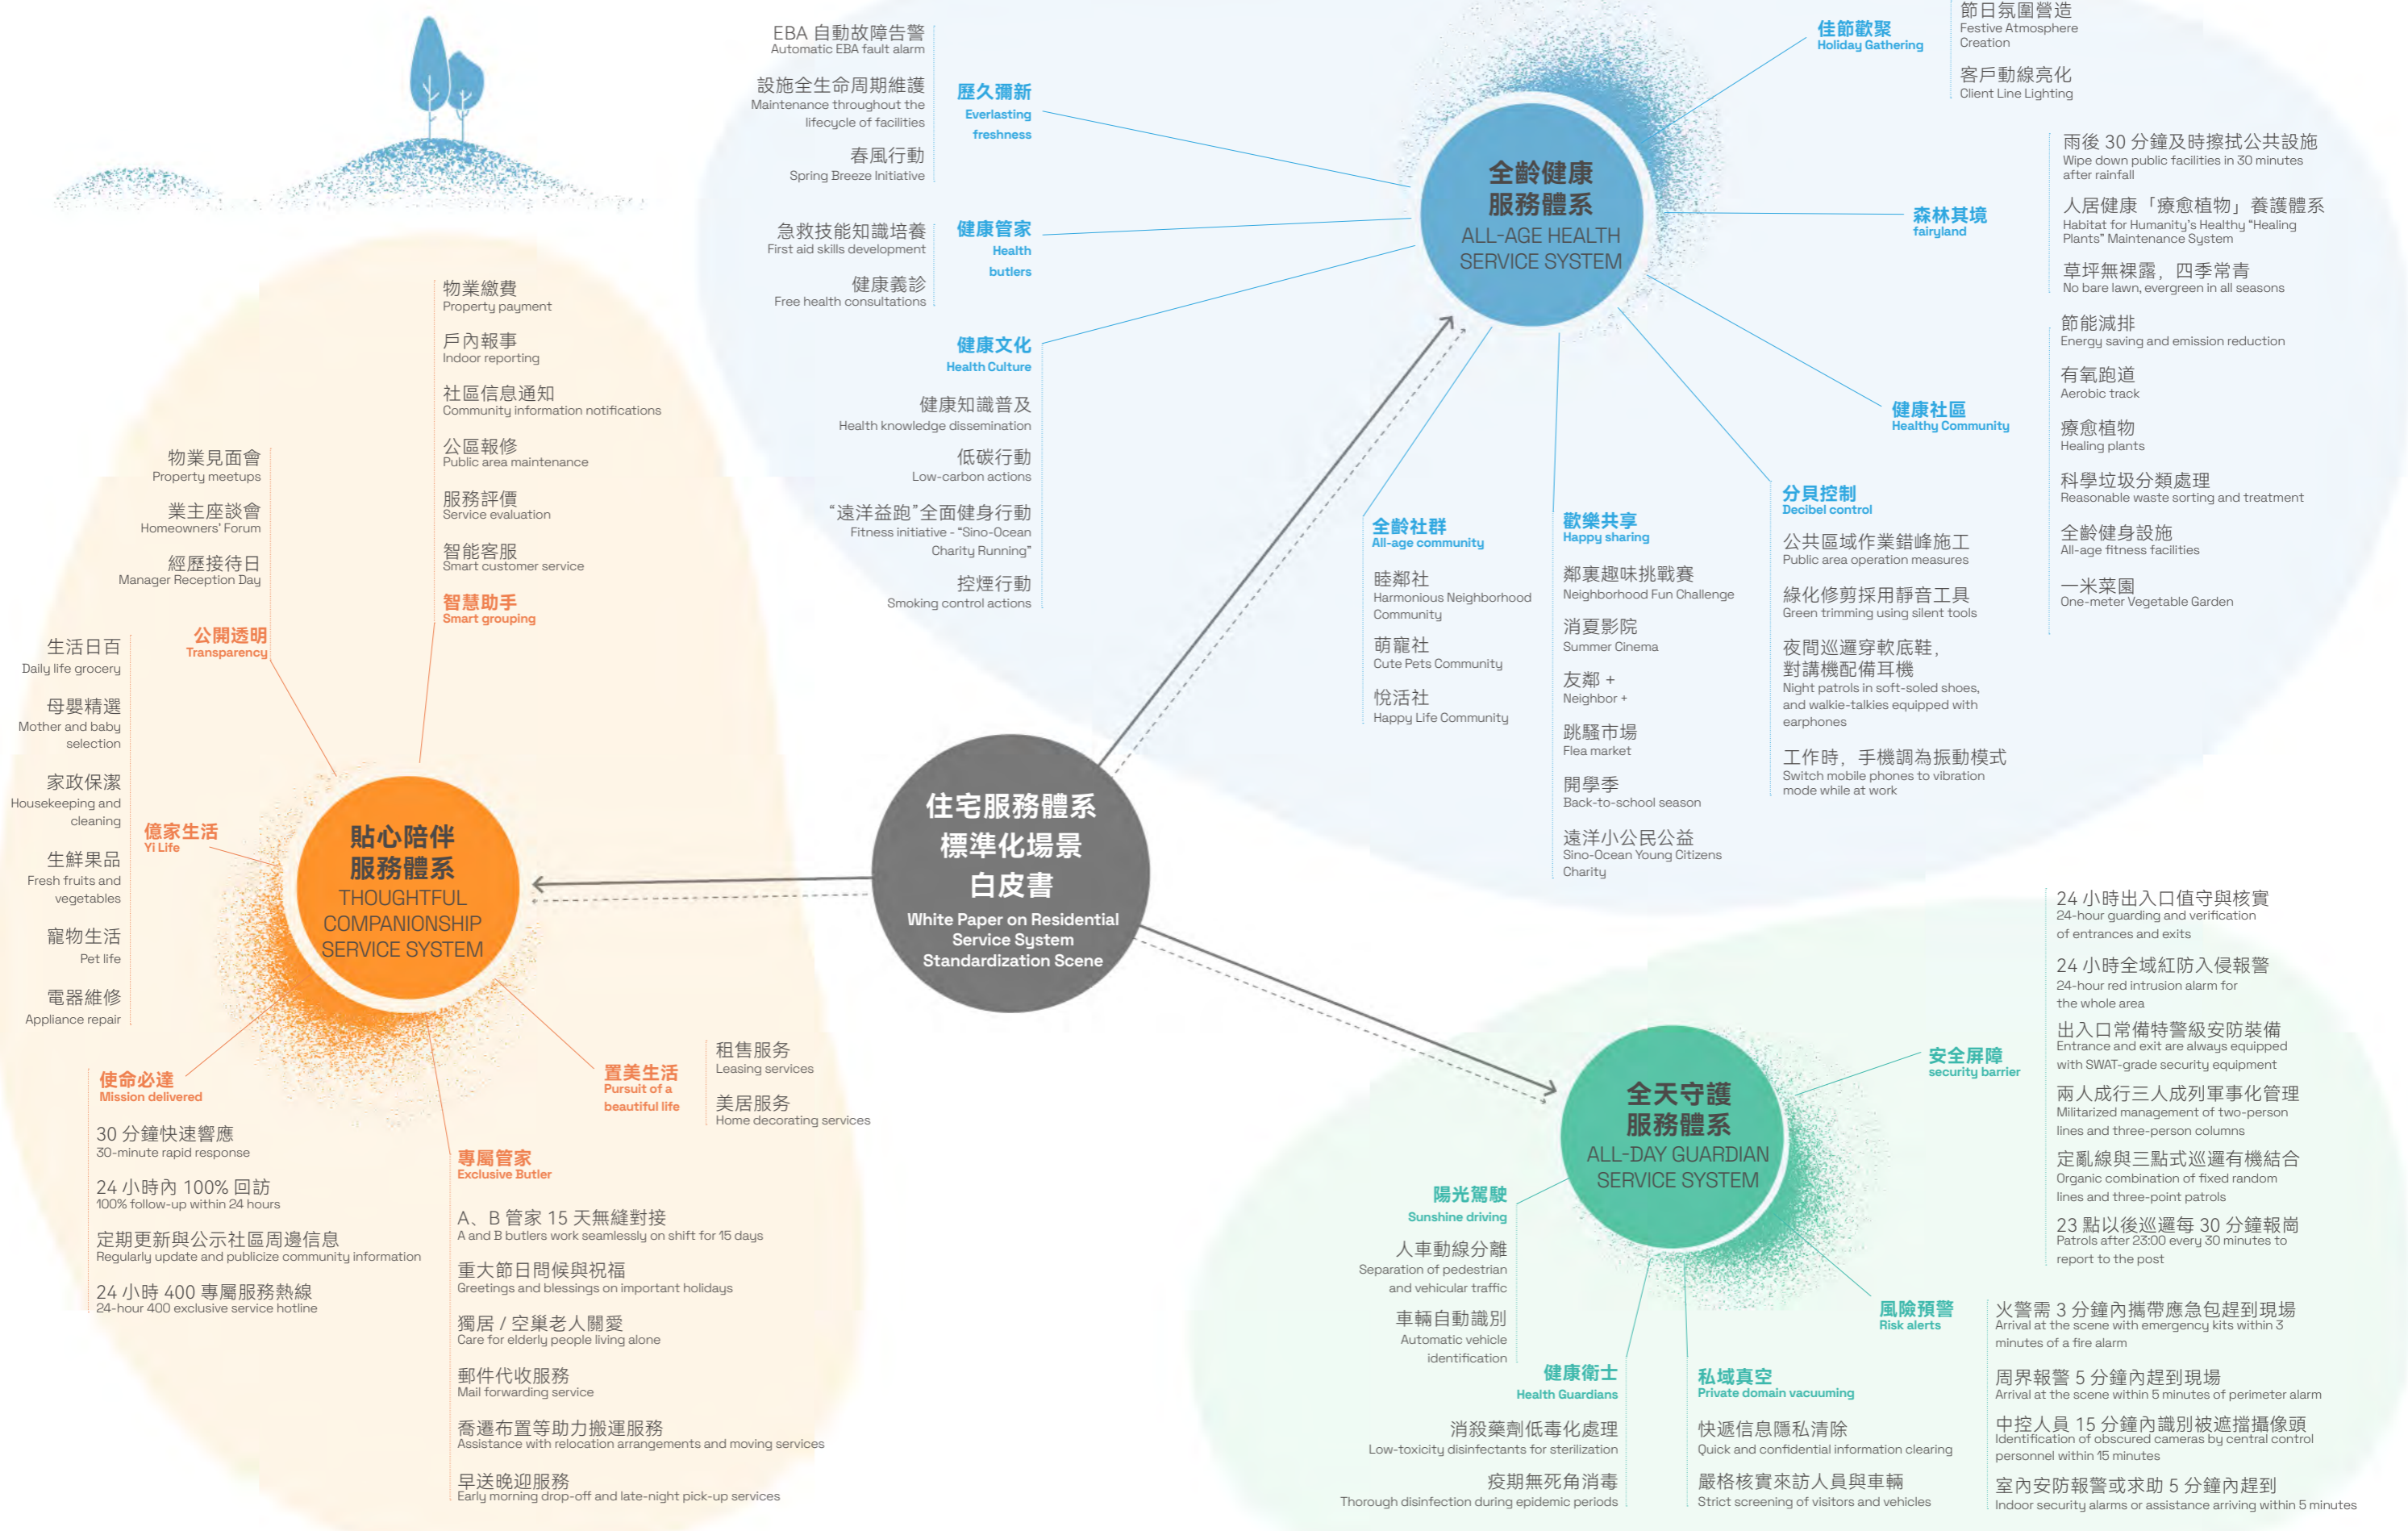 EBA 自動故障告警
Automatic EBA fault alarm
設施全生命周期維護
Maintenance throughout the
lifecycle of facilities
春風行動
Spring Breeze Initiative
歷久彌新
Everlasting
freshness
急救技能知識培養
First aid skills development
健康義診
Free health consultations
健康管家
Health
butlers
健康文化
Health Culture
健康知識普及
Health knowledge dissemination
低碳行動
Low-carbon actions
“遠洋益跑”全面健身行動
Fitness initiative - “Sino-Ocean
Charity Running”
控煙行動
Smoking control actions
全齡健康
服務體系
ALL-AGE HEALTH
SERVICE SYSTEM
佳節歡聚
Holiday Gathering
節日氛圍營造
Festive Atmosphere
Creation
客戶動線亮化
Client Line Lighting
森林其境
fairyland
雨後 30 分鐘及時擦拭公共設施
Wipe down public facilities in 30 minutes
after rainfall
人居健康「療愈植物」養護體系
Habitat for Humanity's Healthy “Healing
Plants” Maintenance System
草坪無裸露，四季常青
No bare lawn, evergreen in all seasons
健康社區
Healthy Community
節能減排
Energy saving and emission reduction
有氧跑道
Aerobic track
療愈植物
Healing plants
科學垃圾分類處理
Reasonable waste sorting and treatment
全齡健身設施
All-age fitness facilities
一米菜園
One-meter Vegetable Garden
全齡社群
All-age community
睦鄰社
Harmonious Neighborhood
Community
萌寵社
Cute Pets Community
悅活社
Happy Life Community
歡樂共享
Happy sharing
鄰裏趣味挑戰賽
Neighborhood Fun Challenge
消夏影院
Summer Cinema
友鄰 +
Neighbor +
跳騷市場
Flea market
開學季
Back-to-school season
遠洋小公民公益
Sino-Ocean Young Citizens
Charity
分貝控制
Decibel control
公共區域作業錯峰施工
Public area operation measures
綠化修剪採用靜音工具
Green trimming using silent tools
夜間巡邏穿軟底鞋，
對講機配備耳機
Night patrols in soft-soled shoes,
and walkie-talkies equipped with
earphones
工作時，手機調為振動模式
Switch mobile phones to vibration
mode while at work
物業繳費
Property payment
戶內報事
Indoor reporting
社區信息通知
Community information notifications
公區報修
Public area maintenance
服務評價
Service evaluation
智能客服
Smart customer service
智慧助手
Smart grouping
物業見面會
Property meetups
業主座談會
Homeowners' Forum
經歷接待日
Manager Reception Day
公開透明
Transparency
生活日百
Daily life grocery
母嬰精選
Mother and baby
selection
家政保潔
Housekeeping and
cleaning
生鮮果品
Fresh fruits and
vegetables
寵物生活
Pet life
電器維修
Appliance repair
億家生活
Yi Life
貼心陪伴
服務體系
THOUGHTFUL
COMPANIONSHIP
SERVICE SYSTEM
住宅服務體系
標準化場景
白皮書
White Paper on Residential
Service System
Standardization Scene
使命必達
Mission delivered
30 分鐘快速響應
30-minute rapid response
24 小時內 100% 回訪
100% follow-up within 24 hours
定期更新與公示社區周邊信息
Regularly update and publicize community information
24 小時 400 專屬服務熱線
24-hour 400 exclusive service hotline
置美生活
Pursuit of a
beautiful life
租售服务
Leasing services
美居服务
Home decorating services
專屬管家
Exclusive Butler
A、B 管家 15 天無縫對接
A and B butlers work seamlessly on shift for 15 days
重大節日問候與祝福
Greetings and blessings on important holidays
獨居 / 空巢老人關愛
Care for elderly people living alone
郵件代收服務
Mail forwarding service
喬遷布置等助力搬運服務
Assistance with relocation arrangements and moving services
早送晚迎服務
Early morning drop-off and late-night pick-up services
全天守護
服務體系
ALL-DAY GUARDIAN
SERVICE SYSTEM
安全屏障
security barrier
24 小時出入口值守與核實
24-hour guarding and verification
of entrances and exits
24 小時全域紅防入侵報警
24-hour red intrusion alarm for
the whole area
出入口常備特警級安防裝備
Entrance and exit are always equipped
with SWAT-grade security equipment
兩人成行三人成列軍事化管理
Militarized management of two-person
lines and three-person columns
定亂線與三點式巡邏有機結合
Organic combination of fixed random
lines and three-point patrols
23 點以後巡邏每 30 分鐘報崗
Patrols after 23:00 every 30 minutes to
report to the post
陽光駕駛
Sunshine driving
人車動線分離
Separation of pedestrian
and vehicular traffic
車輛自動識別
Automatic vehicle
identification
健康衛士
Health Guardians
消殺藥劑低毒化處理
Low-toxicity disinfectants for sterilization
疫期無死角消毒
Thorough disinfection during epidemic periods
私域真空
Private domain vacuuming
快遞信息隱私清除
Quick and confidential information clearing
嚴格核實來訪人員與車輛
Strict screening of visitors and vehicles
風險預警
Risk alerts
火警需 3 分鐘內攜帶應急包趕到現場
Arrival at the scene with emergency kits within 3
minutes of a fire alarm
周界報警 5 分鐘內趕到現場
Arrival at the scene within 5 minutes of perimeter alarm
中控人員 15 分鐘內識別被遮擋攝像頭
Identification of obscured cameras by central control
personnel within 15 minutes
室內安防報警或求助 5 分鐘內趕到
Indoor security alarms or assistance arriving within 5 minutes